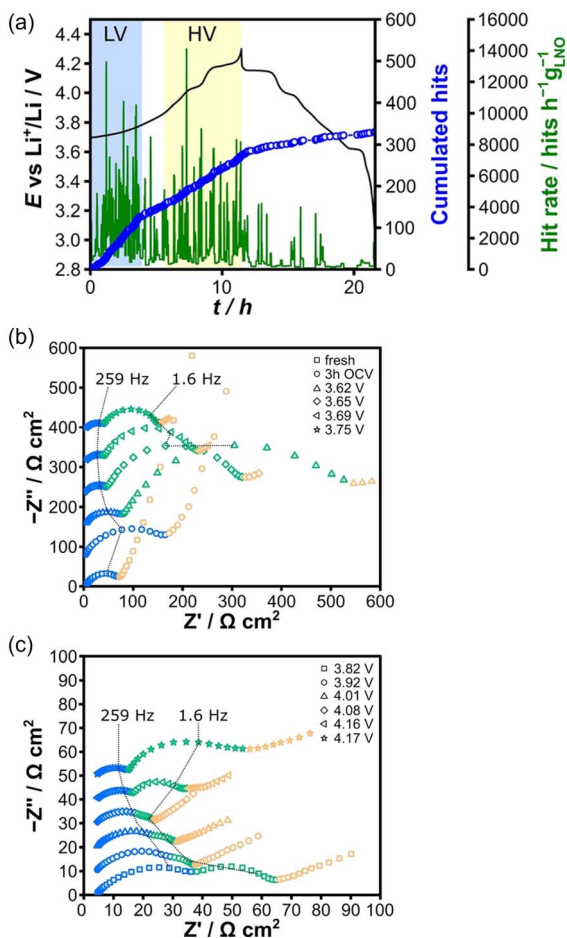 (a)
LV HV
E vs Li⁺/Li / V
4.4
4.2
4.0
3.8
3.6
3.4
3.2
3.0
2.8
0 10 20
t / h
600
500
400
300
200
100
0
Cumulated hits
16000
14000
12000
10000
8000
6000
4000
2000
0
Hit rate / hits h⁻¹g⁻¹LNO
(b)
600
500
400
300
200
100
0
−Z'' / Ω cm²
259 Hz 1.6 Hz
fresh
3h OCV
3.62 V
3.65 V
3.69 V
3.75 V
0 100 200 300 400 500 600
Z' / Ω cm²
(c)
100
90
80
70
60
50
40
30
20
10
0
−Z'' / Ω cm²
259 Hz 1.6 Hz
3.82 V
3.92 V
4.01 V
4.08 V
4.16 V
4.17 V
0 10 20 30 40 50 60 70 80 90 100
Z' / Ω cm²